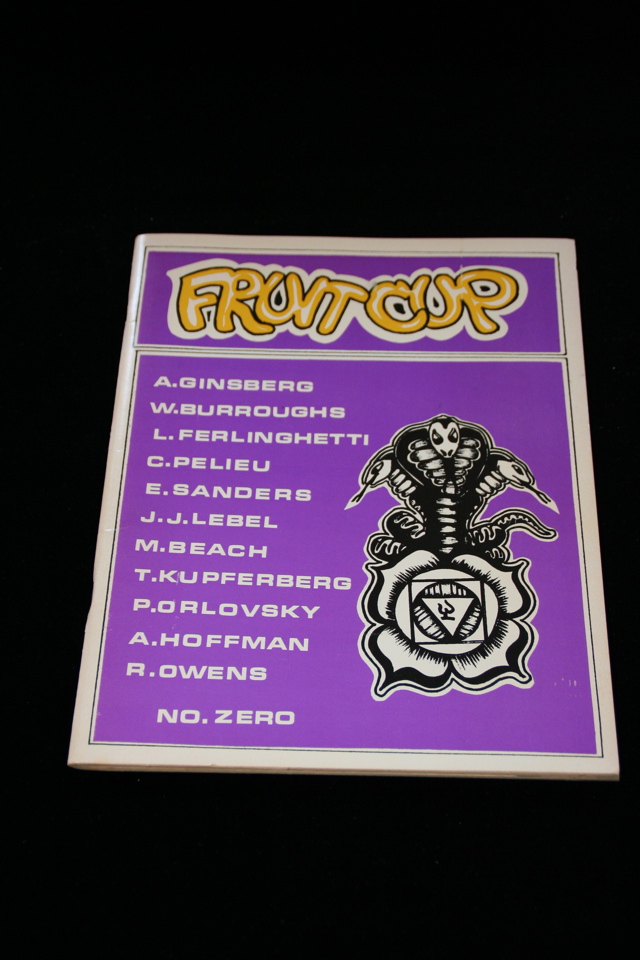 FRUIT CUP
A.GINSBERG
W.BURROUGHS
L.FERLINGHETTI
C.PELIEU
E.SANDERS
J.J.LEBEL
M.BEACH
T.KUPFERBERG
P.ORLOVSKY
A.HOFFMAN
R.OWENS
NO. ZERO